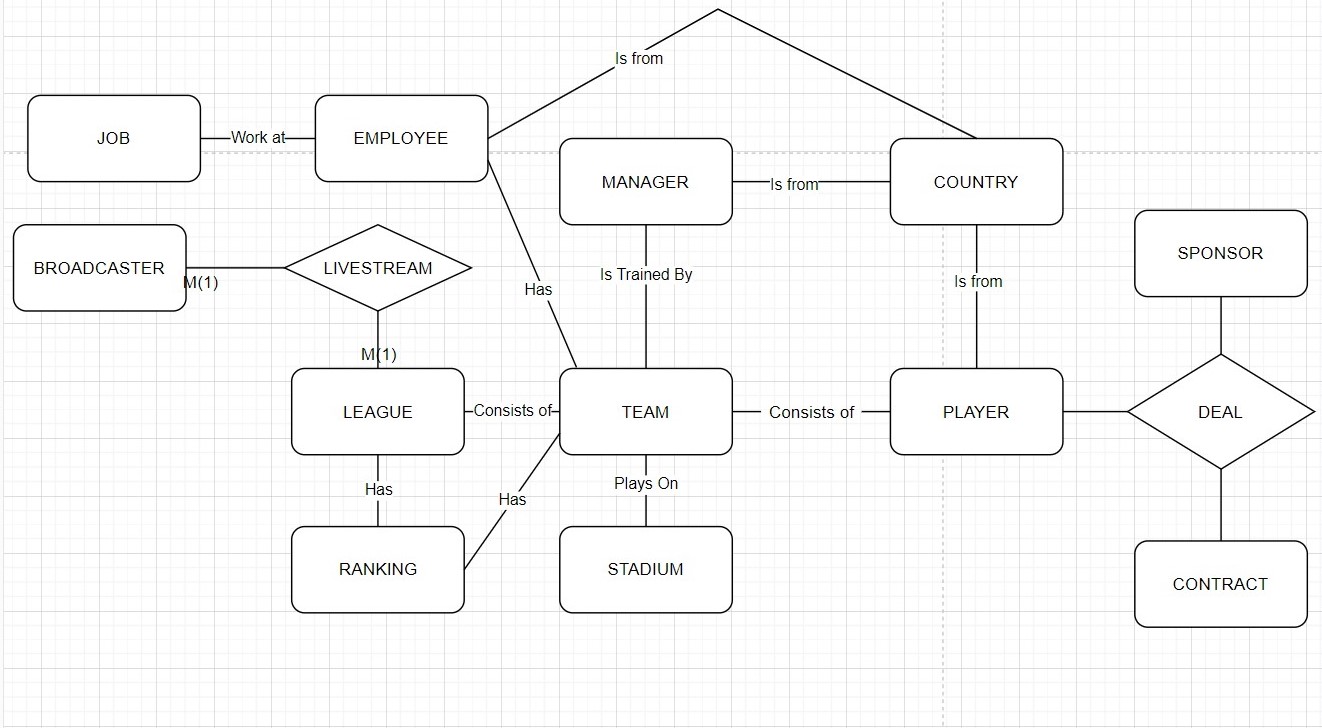 Is from
JOB
Work at
EMPLOYEE
MANAGER
Is from
COUNTRY
SPONSOR
BROADCASTER
M(1)
LIVESTREAM
Is Trained By
Is from
Has
M(1)
LEAGUE
Consists of
TEAM
Consists of
PLAYER
DEAL
Has
Has
Plays On
RANKING
STADIUM
CONTRACT